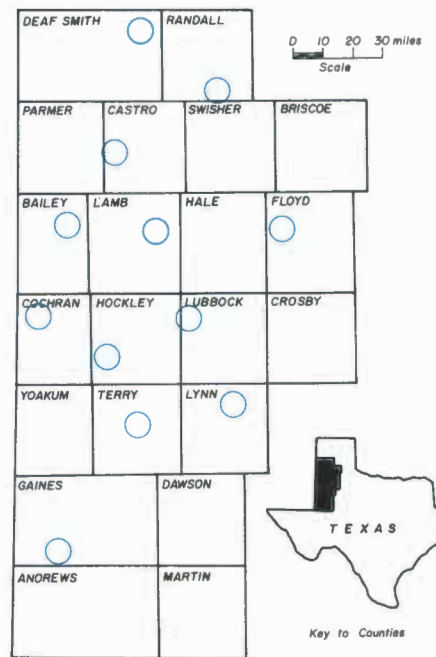 DEAF SMITH RANDALL
0 10 20 30 miles
Scale
PARMER CASTRO SWISHER BRISCOE
BAILEY LAMB HALE FLOYD
COCHRAN HOCKLEY LUBBOCK CROSBY
YOAKUM TERRY LYNN
GAINES DAWSON
TEXAS
ANDREWS MARTIN
Key to Counties